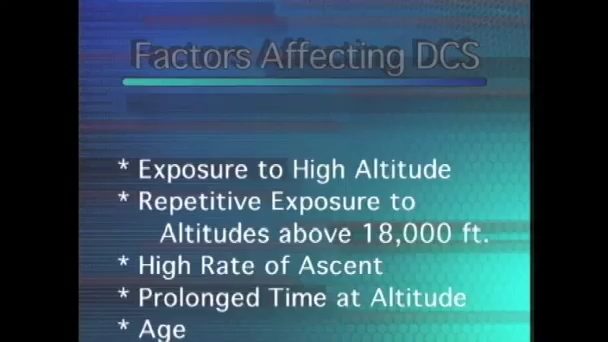 Factors Affecting DCS
* Exposure to High Altitude
* Repetitive Exposure to
Altitudes above 18,000 ft.
* High Rate of Ascent
* Prolonged Time at Altitude
* Age